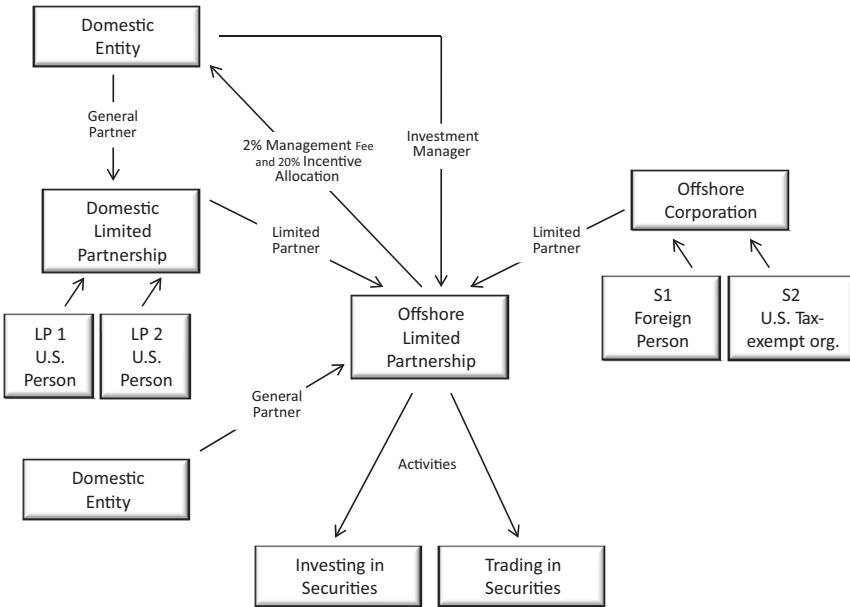 Domestic
Entity
General
Partner
2% Management Fee
and 20% Incentive
Allocation
Investment
Manager
Domestic
Limited
Partnership
Limited
Partner
Limited
Partner
Offshore
Corporation
LP 1
U.S.
Person
LP 2
U.S.
Person
Offshore
Limited
Partnership
S1
Foreign
Person
S2
U.S. Tax-
exempt org.
General
Partner
Domestic
Entity
Activities
Investing in
Securities
Trading in
Securities